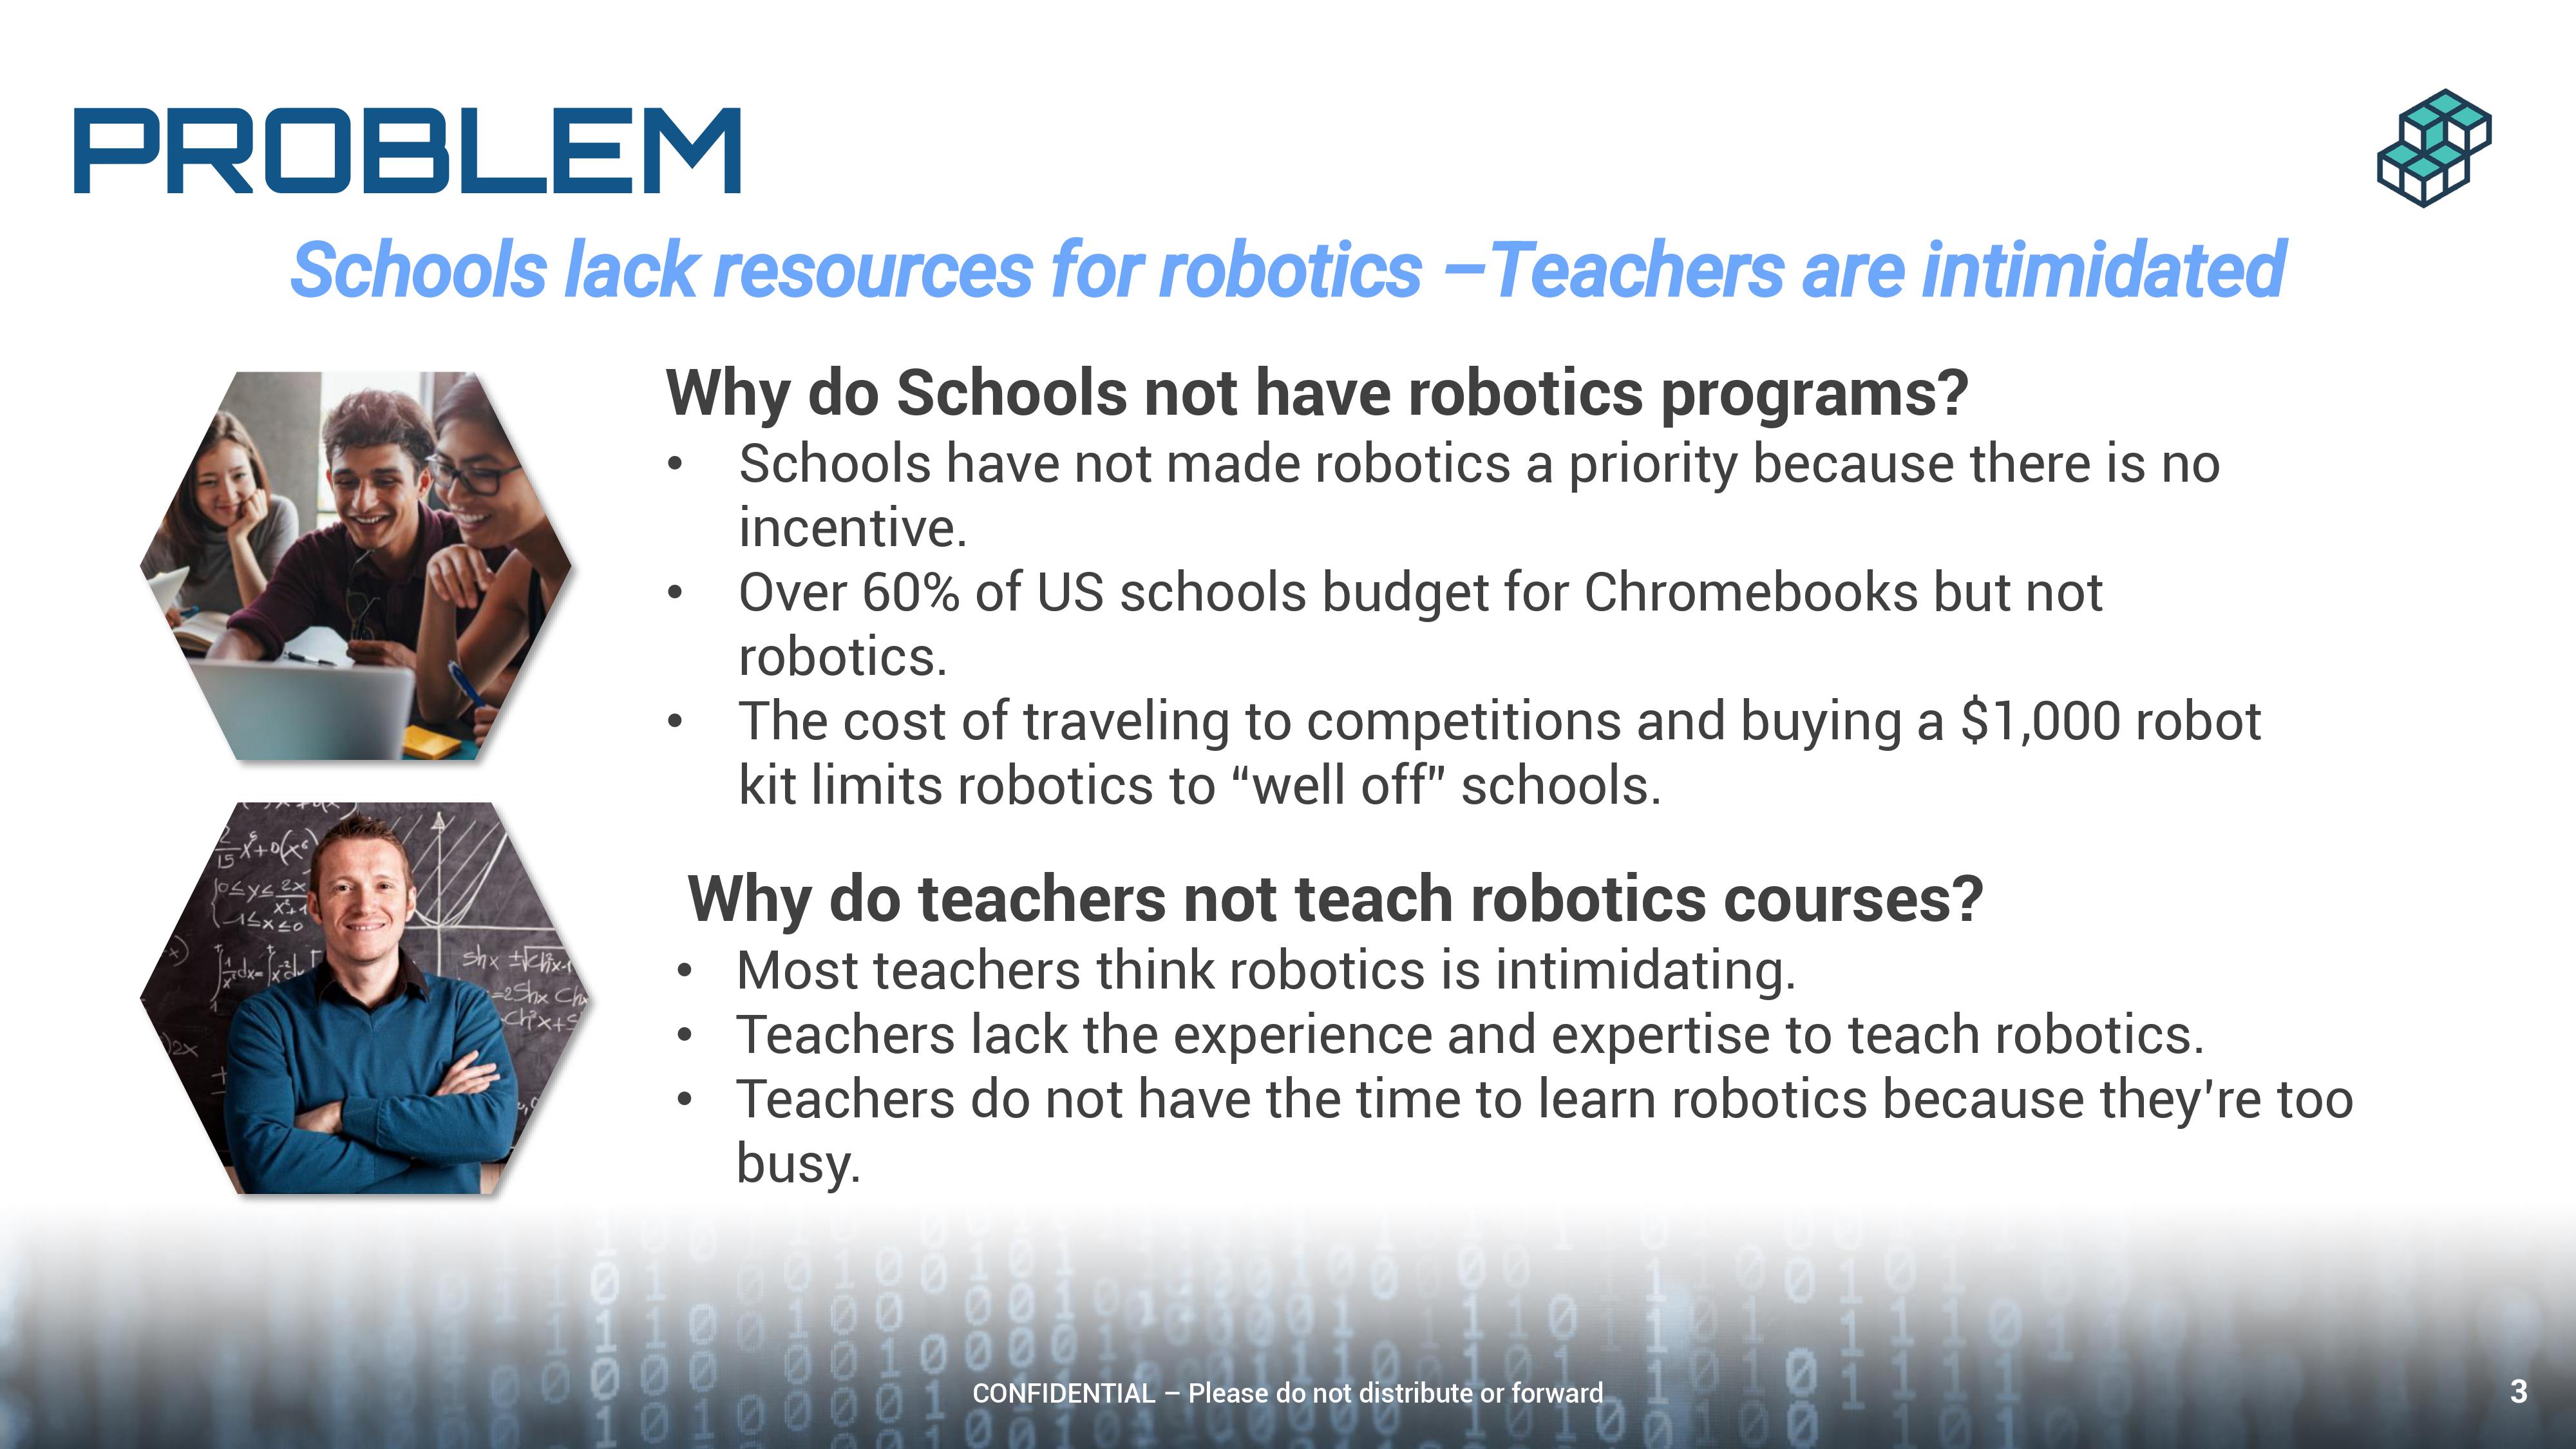 PROBLEM
Schools lack resources for robotics –Teachers are intimidated
Why do Schools not have robotics programs?
• Schools have not made robotics a priority because there is no
incentive.
• Over 60% of US schools budget for Chromebooks but not
robotics.
• The cost of traveling to competitions and buying a $1,000 robot
kit limits robotics to “well off” schools.
Why do teachers not teach robotics courses?
• Most teachers think robotics is intimidating.
• Teachers lack the experience and expertise to teach robotics.
• Teachers do not have the time to learn robotics because they’re too
busy.
CONFIDENTIAL – Please do not distribute or forward
3